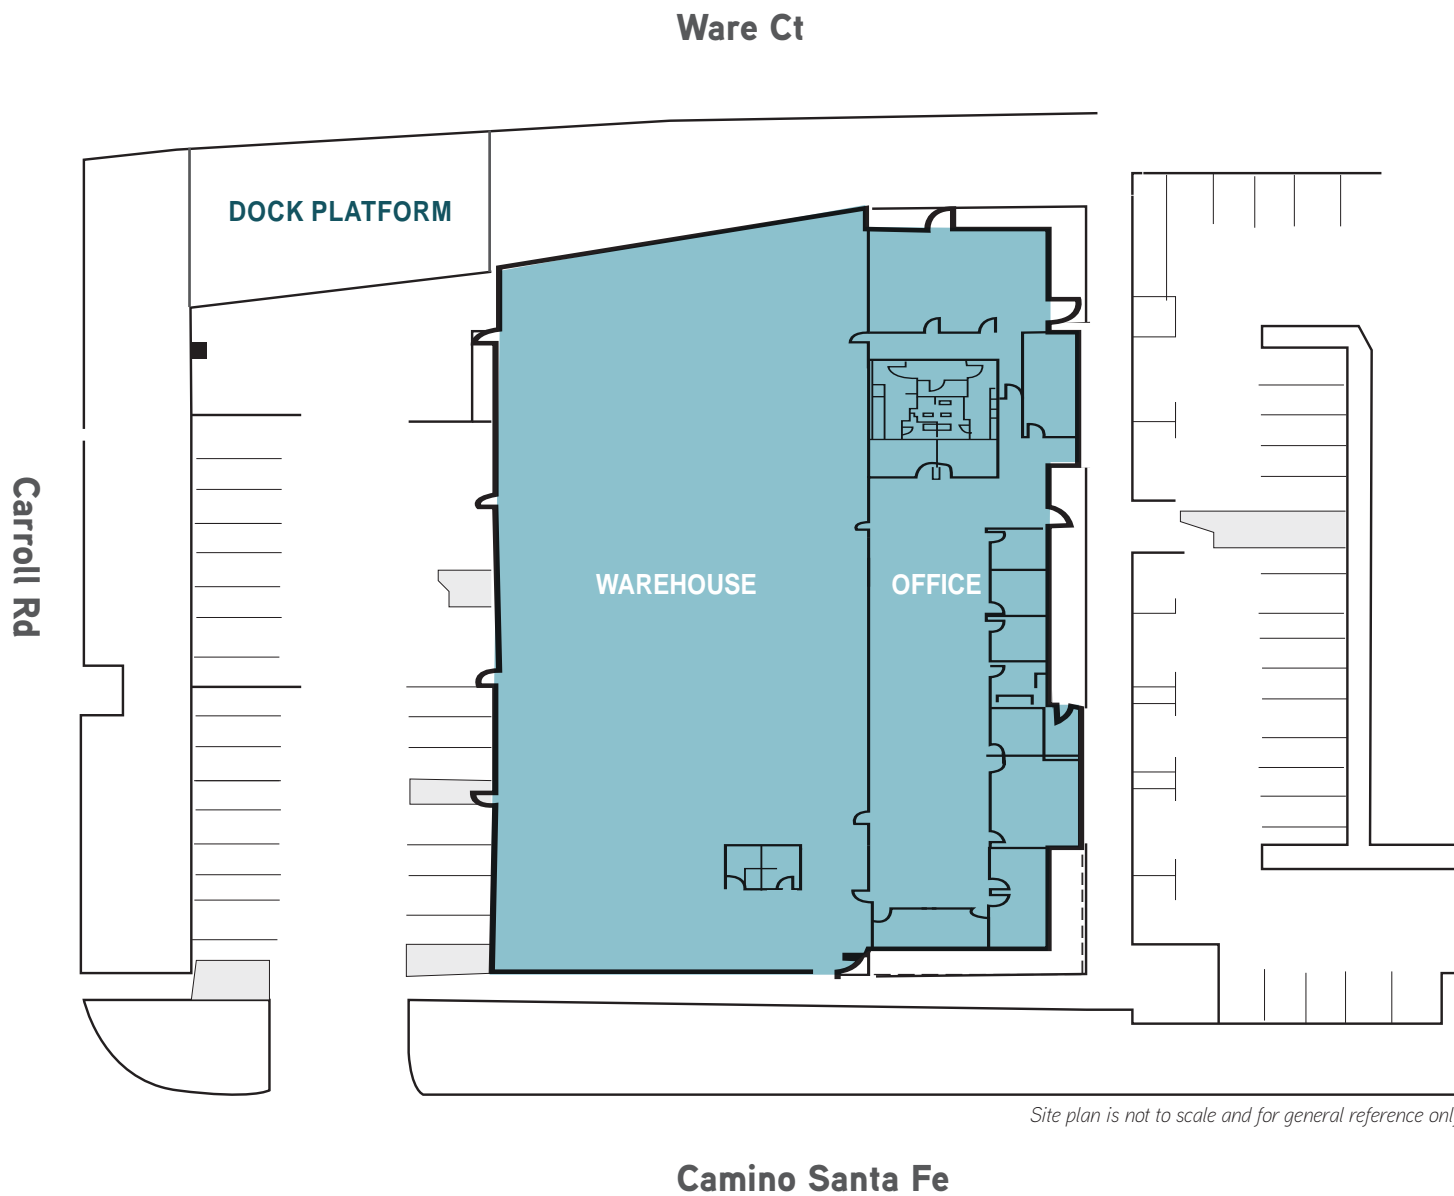 Ware Ct
DOCK PLATFORM
Carroll Rd
WAREHOUSE
OFFICE
Site plan is not to scale and for general reference only
Camino Santa Fe